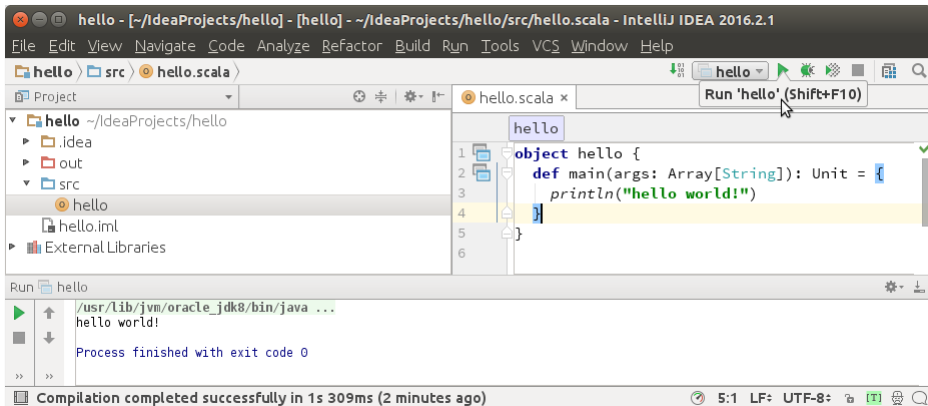 hello - [~/IdeaProjects/hello] - [hello] - ~/IdeaProjects/hello/src/hello.scala - IntelliJ IDEA 2016.2.1
File Edit View Navigate Code Analyze Refactor Build Run Tools VCS Window Help
hello src hello.scala hello
Run 'hello' (Shift+F10)
Project hello.scala ×
hello ~/IdeaProjects/hello
.idea
out
src
hello
hello.iml
External Libraries
hello
1 object hello {
2 def main(args: Array[String]): Unit = {
3 println("hello world!")
4 }
5 }
6
Run hello
/usr/lib/jvm/oracle_jdk8/bin/java ...
hello world!
Process finished with exit code 0
Compilation completed successfully in 1s 309ms (2 minutes ago) 5:1 LF÷ UTF-8÷ [T]